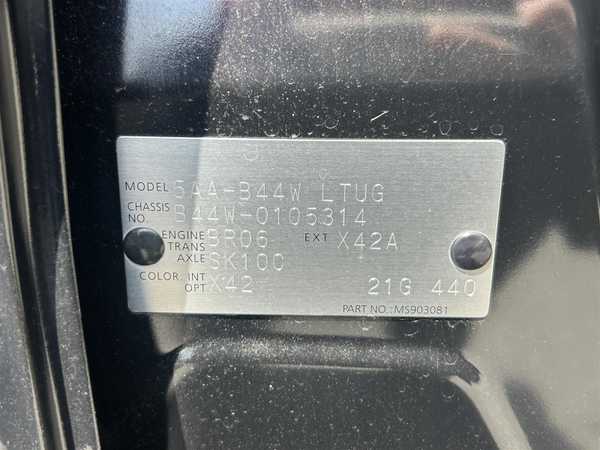 MODEL 5AA-B44W LTUG
CHASSIS NO. B44W-0105314
ENGINE BR06 EXT X42A
TRANS AXLE SK10C
COLOR: INT X42
OPT 21G 440
PART NO.: MS903081